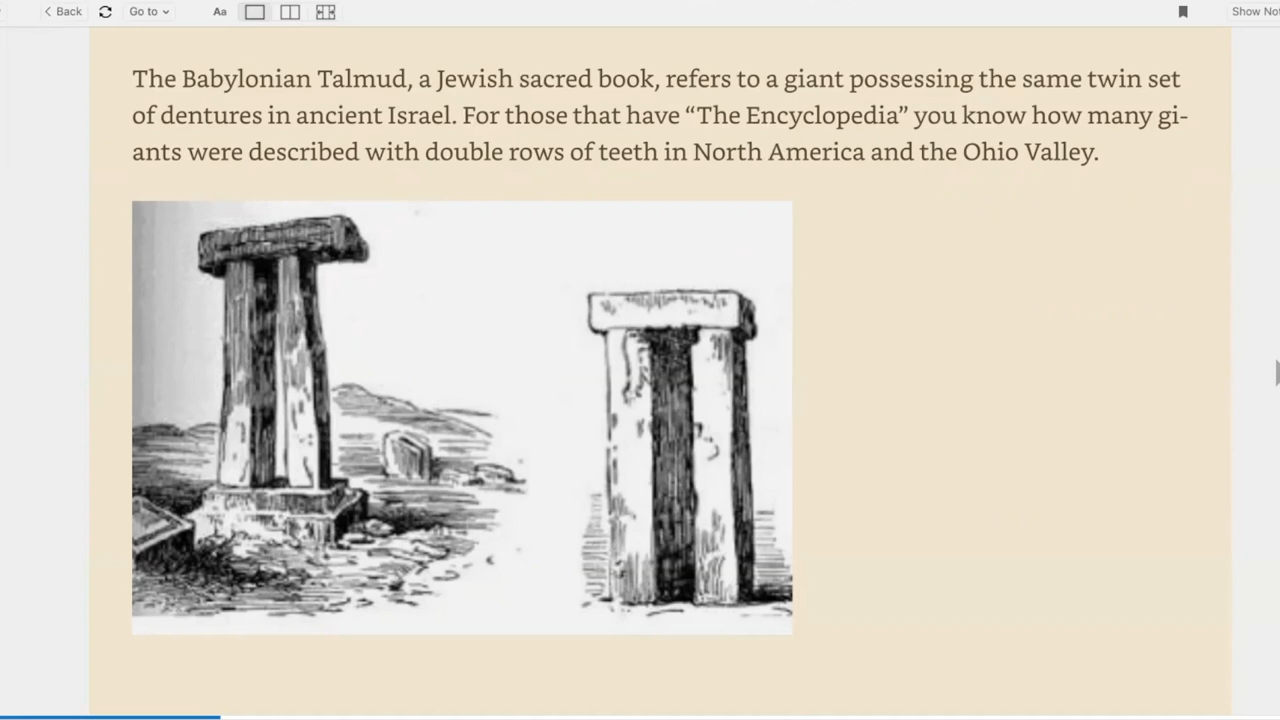 Back
Go to
Aa
Show Not
The Babylonian Talmud, a Jewish sacred book, refers to a giant possessing the same twin set
of dentures in ancient Israel. For those that have “The Encyclopedia” you know how many gi-
ants were described with double rows of teeth in North America and the Ohio Valley.